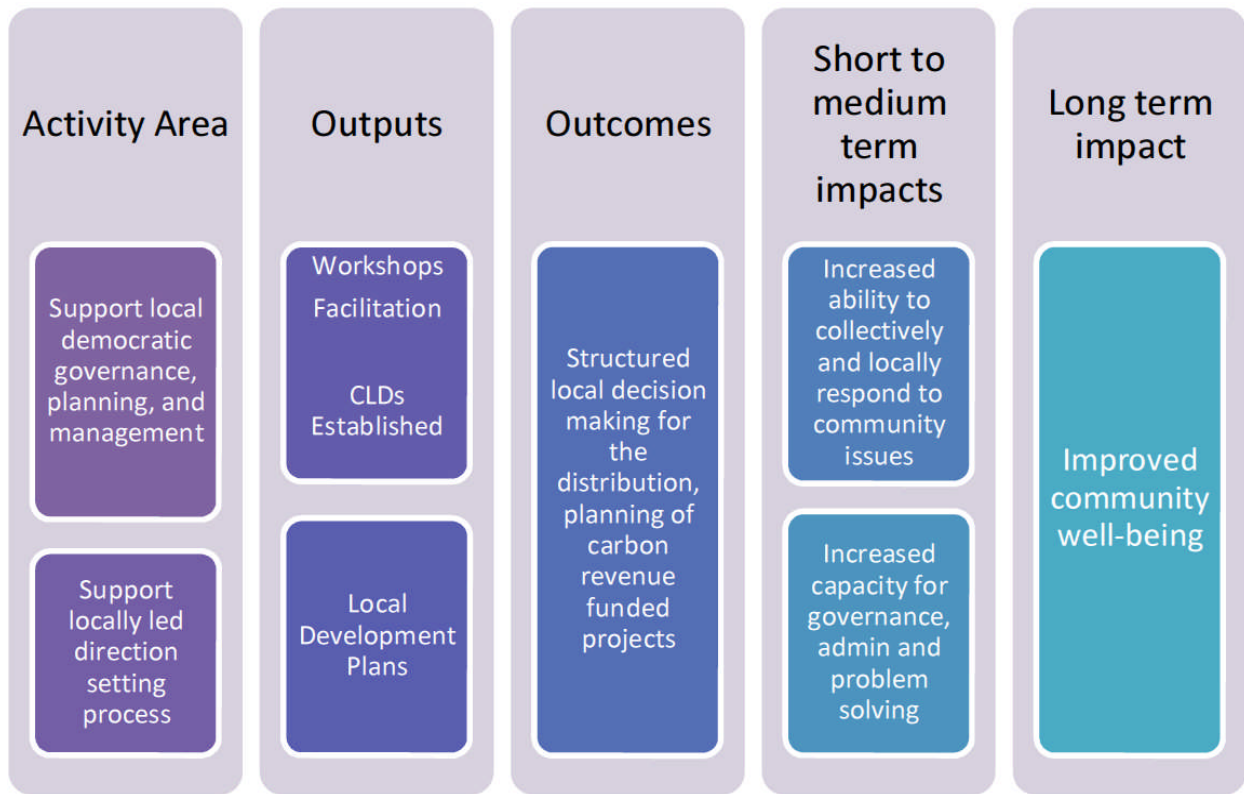 Activity Area
Support local
democratic
governance,
planning, and
management
Support
locally led
direction
setting
process
Outputs
Workshops
Facilitation
CLDs
Established
Local
Development
Plans
Outcomes
Structured
local decision
making for
the
distribution,
planning of
carbon
revenue
funded
projects
Short to
medium
term
impacts
Increased
ability to
collectively
and locally
respond to
community
issues
Increased
capacity for
governance,
admin and
problem
solving
Long term
impact
Improved
community
well-being